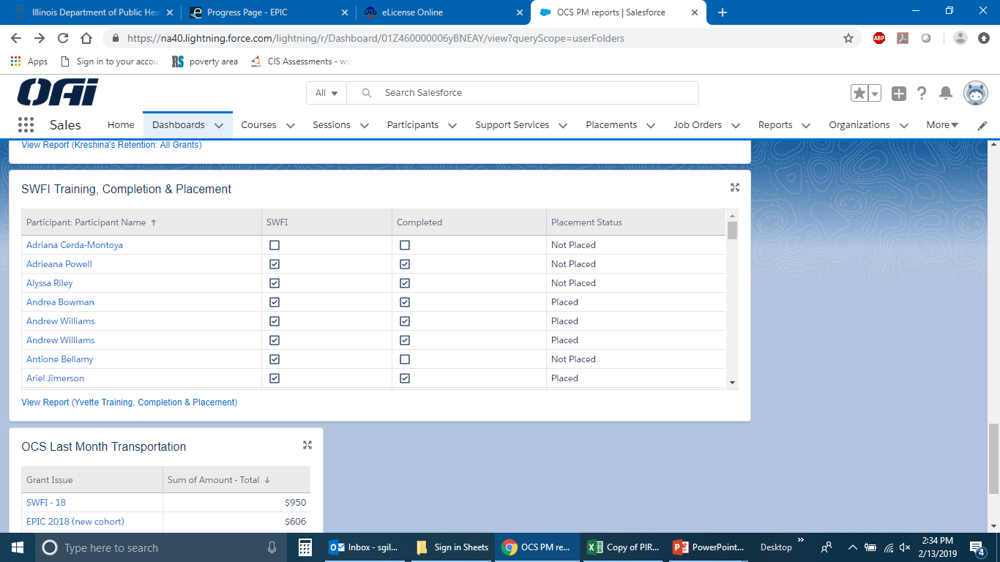 Illinois Department of Public Hea
Progress Page - EPIC
eLicense Online
OCS PM reports | Salesforce
https://na40.lightning.force.com/lightning/r/Dashboard/01Z460000006yBNEAY/view?queryScope=userFolders
ABP
Apps
Sign in to your accou
RS
poverty area
CIS Assessments - wc
OAi
All
Search Salesforce
Sales
Home
Dashboards
Courses
Sessions
Participants
Support Services
Placements
Job Orders
Reports
Organizations
More
View Report (Kreshina's Retention: All Grants)
SWFI Training, Completion & Placement
Participant: Participant Name ↑ SWFI Completed Placement Status
Adriana Cerda-Montoya Not Placed
Adrieana Powell Not Placed
Alyssa Riley Not Placed
Andrea Bowman Placed
Andrew Williams Placed
Andrew Williams Placed
Antione Bellamy Not Placed
Ariel Jimerson Placed
View Report (Yvette Training, Completion & Placement)
OCS Last Month Transportation
Grant Issue Sum of Amount - Total ↓
SWFI - 18 $950
EPIC 2018 (new cohort) $606
Type here to search
Inbox - sgil...
Sign in Sheets
OCS PM re...
Copy of PIR...
PowerPoint...
Desktop
2:34 PM
2/13/2019
4